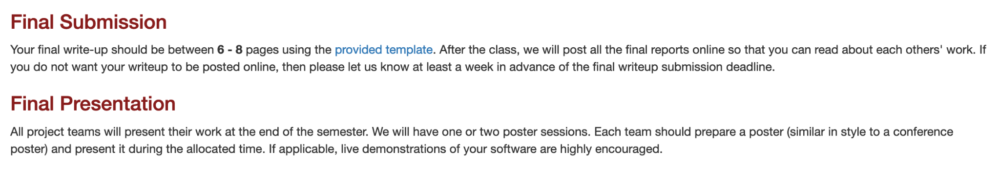 Final Submission
Your final write-up should be between 6 - 8 pages using the provided template. After the class, we will post all the final reports online so that you can read about each others' work. If
you do not want your writeup to be posted online, then please let us know at least a week in advance of the final writeup submission deadline.
Final Presentation
All project teams will present their work at the end of the semester. We will have one or two poster sessions. Each team should prepare a poster (similar in style to a conference
poster) and present it during the allocated time. If applicable, live demonstrations of your software are highly encouraged.